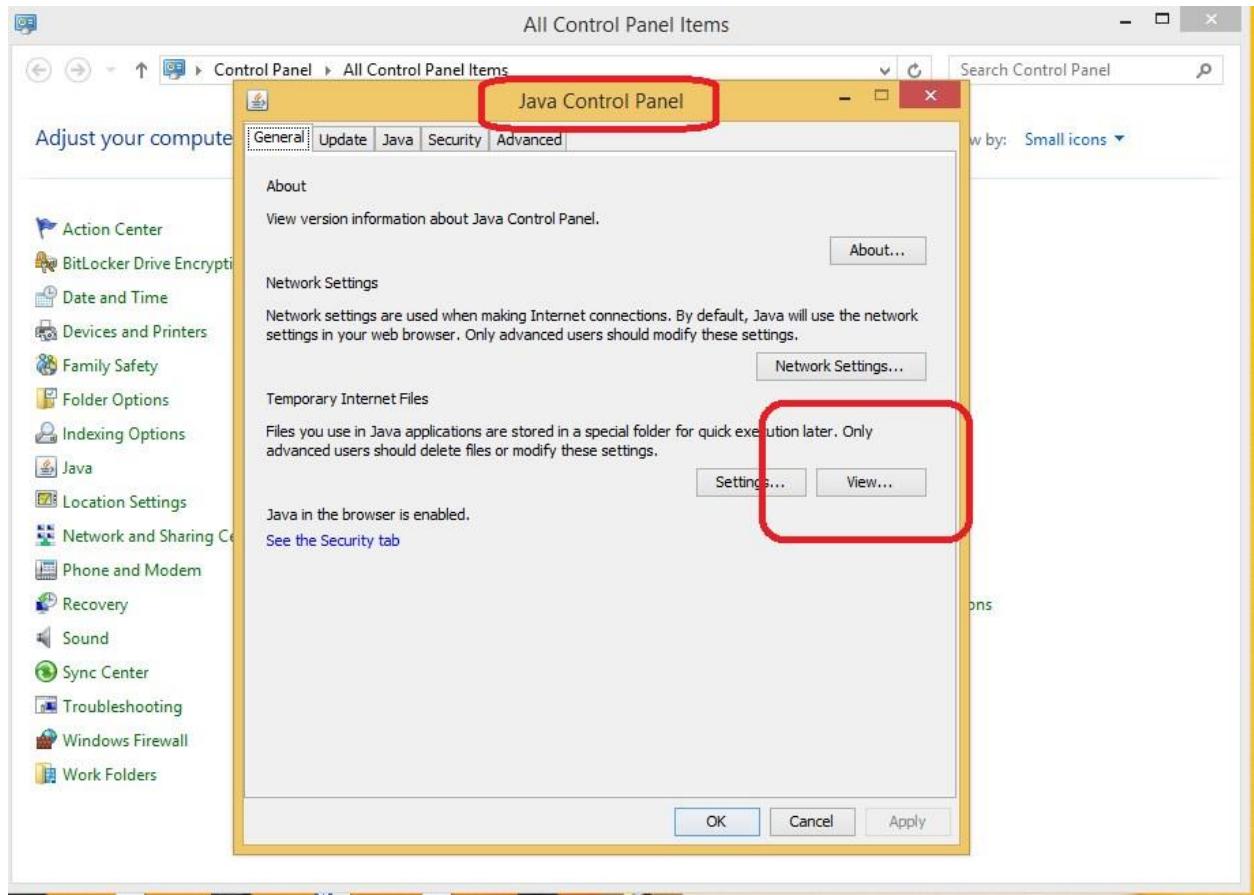 All Control Panel Items
Control Panel All Control Panel Items
Search Control Panel
Adjust your compute
w by: Small icons
Action Center
BitLocker Drive Encrypti
Date and Time
Devices and Printers
Family Safety
Folder Options
Indexing Options
Java
Location Settings
Network and Sharing Ce
Phone and Modem
Recovery
Sound
Sync Center
Troubleshooting
Windows Firewall
Work Folders
ons
Java Control Panel
General Update Java Security Advanced
About
View version information about Java Control Panel.
About...
Network Settings
Network settings are used when making Internet connections. By default, Java will use the network
settings in your web browser. Only advanced users should modify these settings.
Network Settings...
Temporary Internet Files
Files you use in Java applications are stored in a special folder for quick execution later. Only
advanced users should delete files or modify these settings.
Settings... View...
Java in the browser is enabled.
See the Security tab
OK Cancel Apply